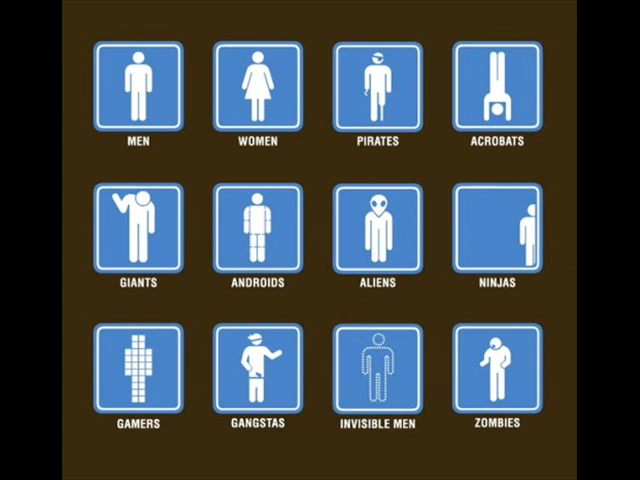 MEN
WOMEN
PIRATES
ACROBATS
GIANTS
ANDROIDS
ALIENS
NINJAS
GAMERS
GANGSTAS
INVISIBLE MEN
ZOMBIES